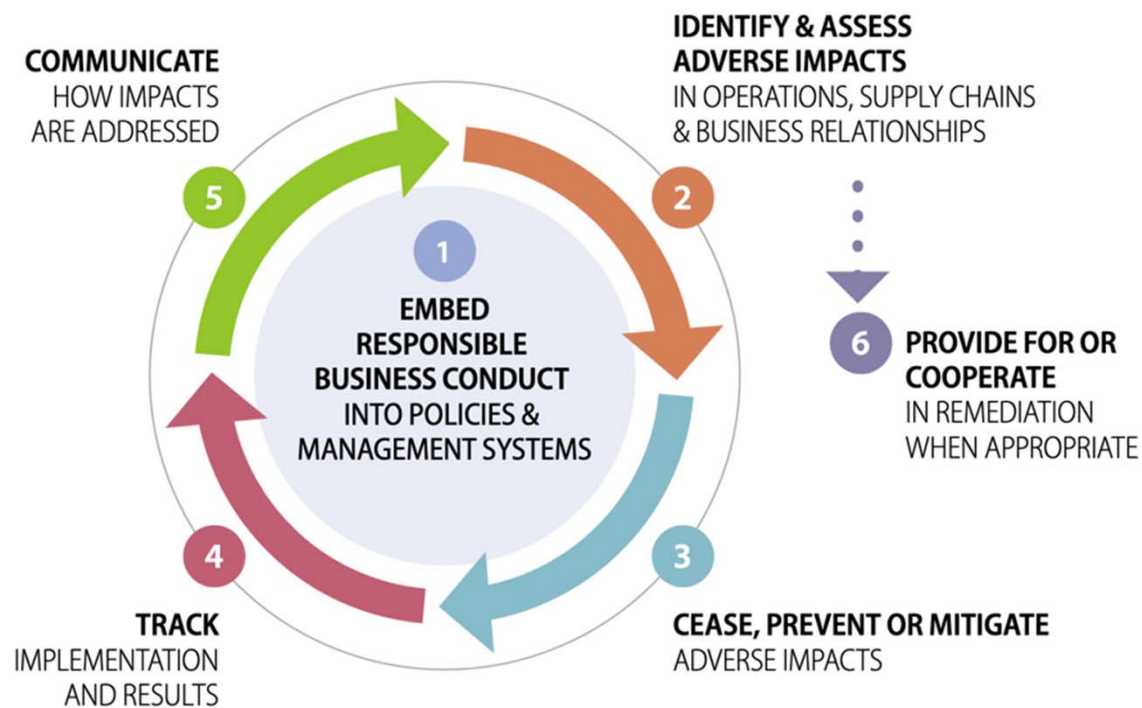 1
EMBED
RESPONSIBLE
BUSINESS CONDUCT
INTO POLICIES &
MANAGEMENT SYSTEMS
2
IDENTIFY & ASSESS
ADVERSE IMPACTS
IN OPERATIONS, SUPPLY CHAINS
& BUSINESS RELATIONSHIPS
3
CEASE, PREVENT OR MITIGATE
ADVERSE IMPACTS
4
TRACK
IMPLEMENTATION
AND RESULTS
5
COMMUNICATE
HOW IMPACTS
ARE ADDRESSED
6
PROVIDE FOR OR
COOPERATE
IN REMEDIATION
WHEN APPROPRIATE